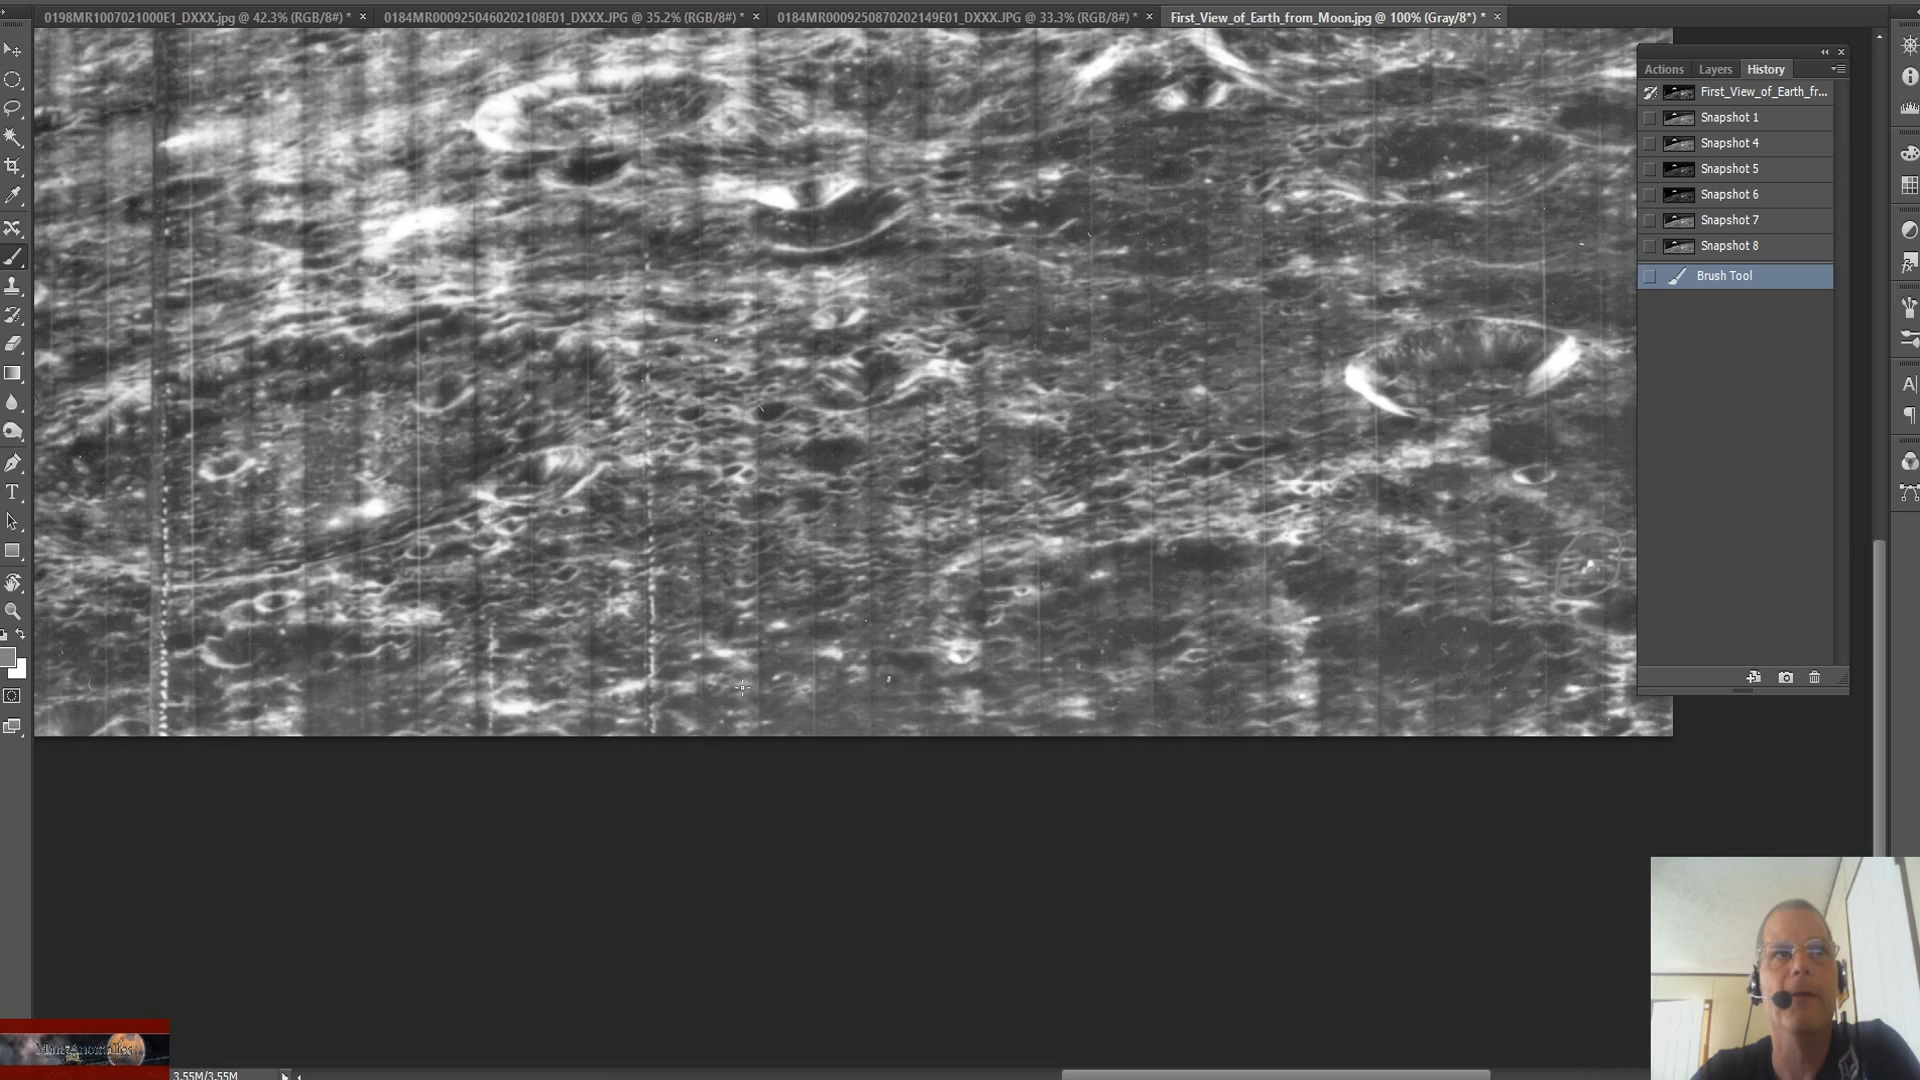 0198MR1007021000E1_DXXX.jpg @ 42.3% (RGB/8#) * ×
0184MR0009250460202108E01_DXXX.JPG @ 35.2% (RGB/8#) * ×
0184MR0009250870202149E01_DXXX.JPG @ 33.3% (RGB/8#) * ×
First_View_of_Earth_from_Moon.jpg @ 100% (Gray/8*) * ×
Actions Layers History
First_View_of_Earth_fr...
Snapshot 1
Snapshot 4
Snapshot 5
Snapshot 6
Snapshot 7
Snapshot 8
Brush Tool
3.55M/3.55M